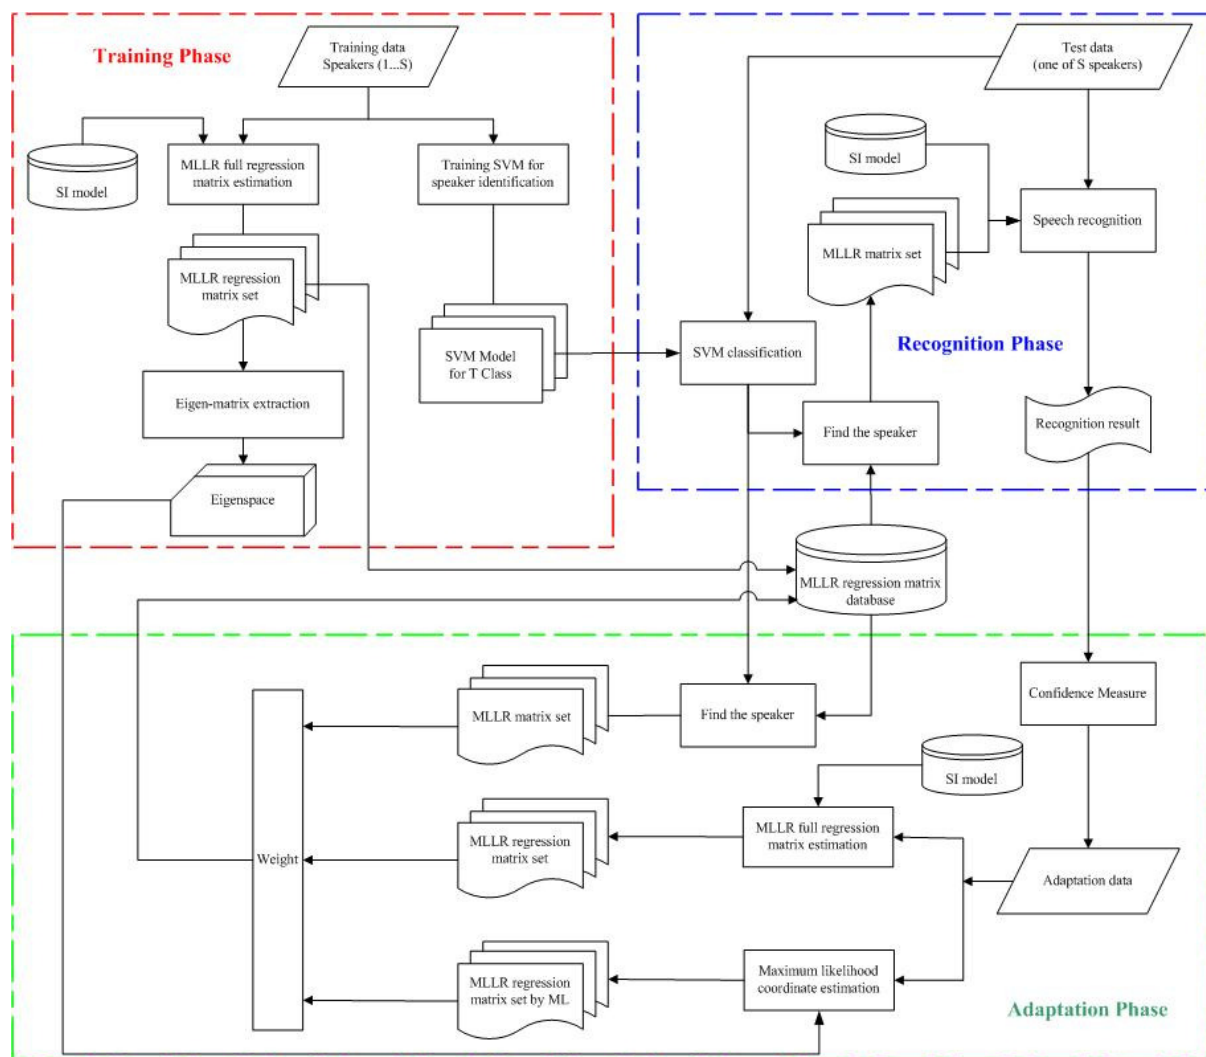 Training Phase
Training data
Speakers (1...S)
SI model
MLLR full regression
matrix estimation
Training SVM for
speaker identification
MLLR regression
matrix set
SVM Model
for T Class
Eigen-matrix extraction
Eigenspace
Test data
(one of S speakers)
SI model
MLLR matrix set
Speech recognition
SVM classification
Recognition Phase
Find the speaker
Recognition result
MLLR regression matrix
database
MLLR matrix set
Find the speaker
Confidence Measure
SI model
Weight
MLLR regression
matrix set
MLLR full regression
matrix estimation
Adaptation data
MLLR regression
matrix set by ML
Maximum likelihood
coordinate estimation
Adaptation Phase